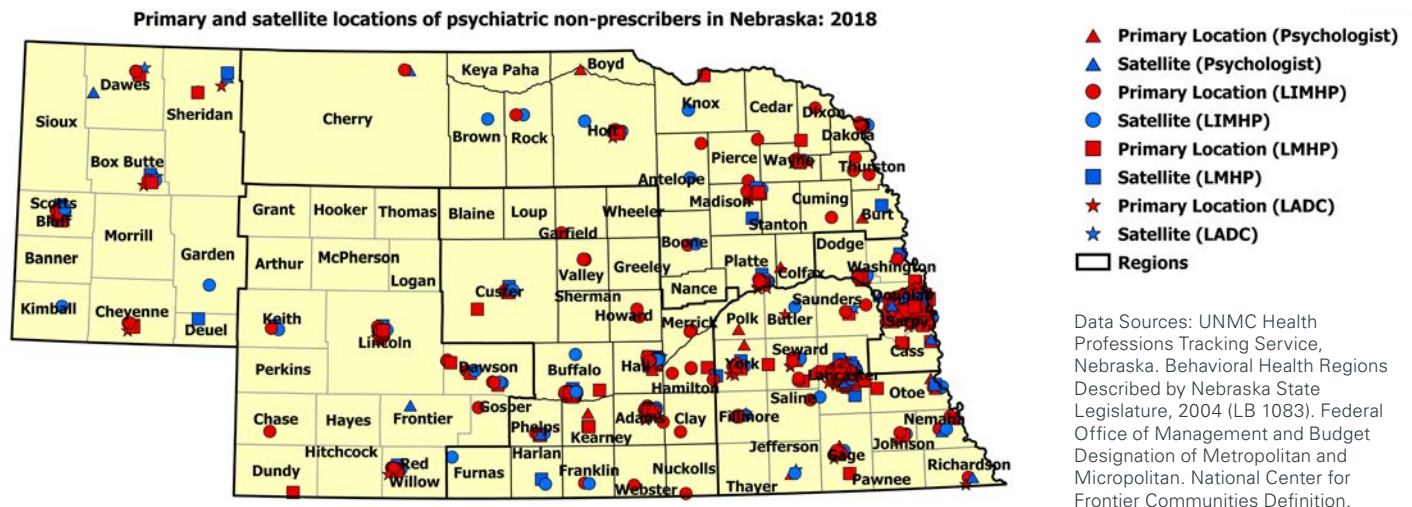 Primary and satellite locations of psychiatric non-prescribers in Nebraska: 2018
Sioux
Dawes
Sheridan
Box Butte
Scotts
Bluff
Banner
Morrill
Garden
Kimball
Cheyenne
Deuel
Cherry
Keya Paha
Boyd
Brown
Rock
Holt
Knox
Cedar
Dixon
Dakota
Antelope
Pierce
Wayne
Thurston
Madison
Stanton
Cuming
Burt
Grant
Hooker
Thomas
Blaine
Loup
Garfield
Wheeler
Arthur
McPherson
Logan
Custer
Valley
Greeley
Boone
Platte
Colfax
Dodge
Washington
Nance
Keith
Lincoln
Sherman
Howard
Merrick
Polk
Butler
Saunders
Douglas
Sarpy
Perkins
Dawson
Buffalo
Hall
Hamilton
York
Seward
Lancaster
Cass
Otoe
Chase
Hayes
Frontier
Gosper
Phelps
Kearney
Adams
Clay
Fillmore
Saline
Nemaha
Johnson
Dundy
Hitchcock
Red
Willow
Furnas
Harlan
Franklin
Webster
Nuckolls
Thayer
Jefferson
Gage
Pawnee
Richardson
Primary Location (Psychologist)
Satellite (Psychologist)
Primary Location (LIMHP)
Satellite (LIMHP)
Primary Location (LMHP)
Satellite (LMHP)
Primary Location (LADC)
Satellite (LADC)
Regions
Data Sources: UNMC Health
Professions Tracking Service,
Nebraska. Behavioral Health Regions
Described by Nebraska State
Legislature, 2004 (LB 1083). Federal
Office of Management and Budget
Designation of Metropolitan and
Micropolitan. National Center for
Frontier Communities Definition.